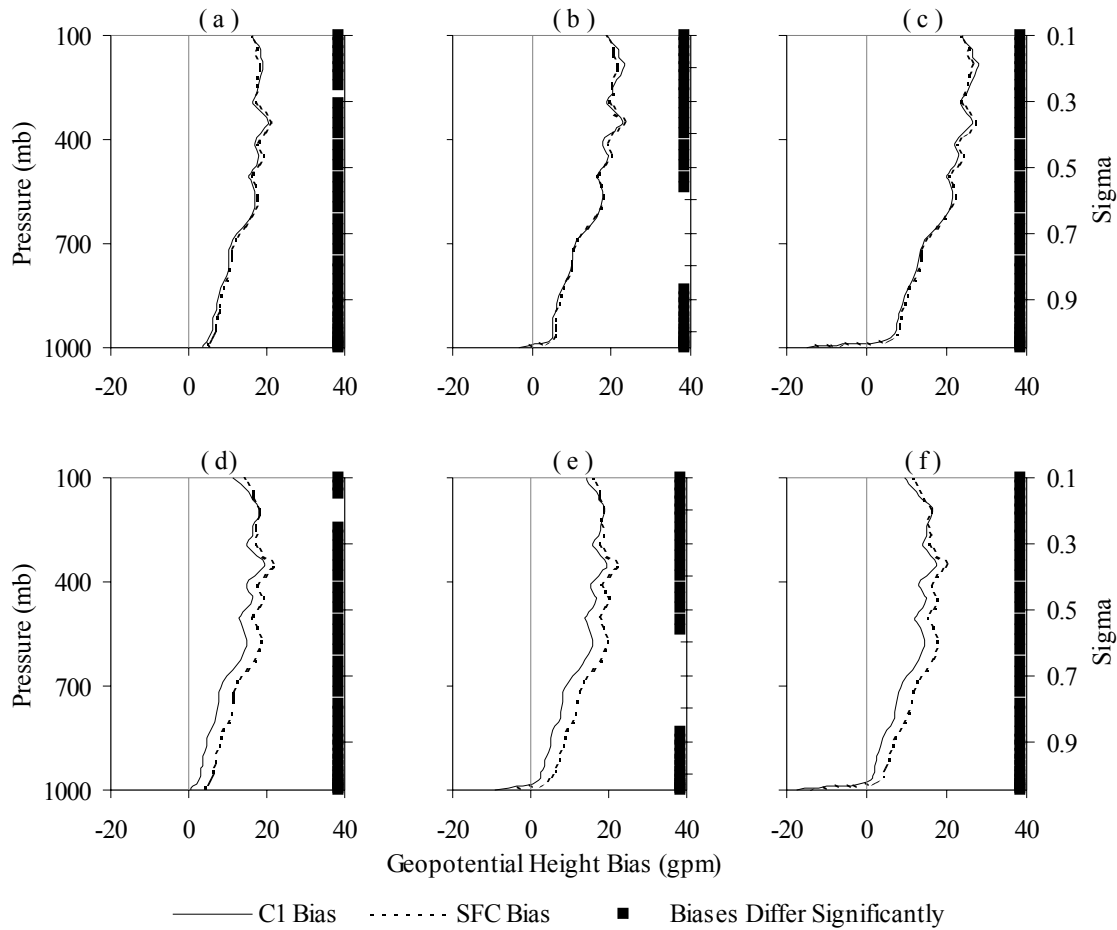 ( a )
( b )
( c )
100
400
700
1000
Pressure (mb)
0.1
0.3
0.5
0.7
0.9
Sigma
-20 0 20 40
-20 0 20 40
-20 0 20 40
( d )
( e )
( f )
100
400
700
1000
Pressure (mb)
0.1
0.3
0.5
0.7
0.9
Sigma
-20 0 20 40
-20 0 20 40
-20 0 20 40
Geopotential Height Bias (gpm)
C1 Bias SFC Bias Biases Differ Significantly